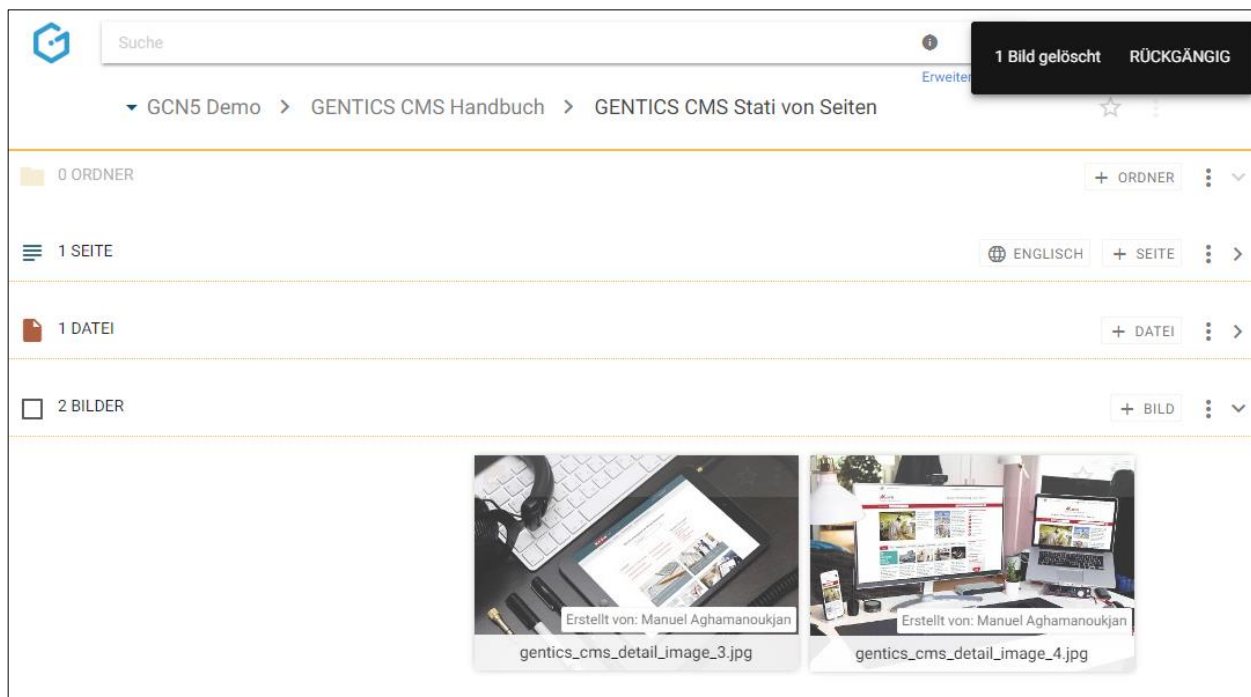 Suche
1 Bild gelöscht RÜCKGÄNGIG
Erweiter
GCN5 Demo > GENTICS CMS Handbuch > GENTICS CMS Stati von Seiten
0 ORDNER + ORDNER
1 SEITE ENGLISCH + SEITE
1 DATEI + DATEI
2 BILDER + BILD
Erstellt von: Manuel Aghamanoukjan Erstellt von: Manuel Aghamanoukjan
gentics_cms_detail_image_3.jpg gentics_cms_detail_image_4.jpg